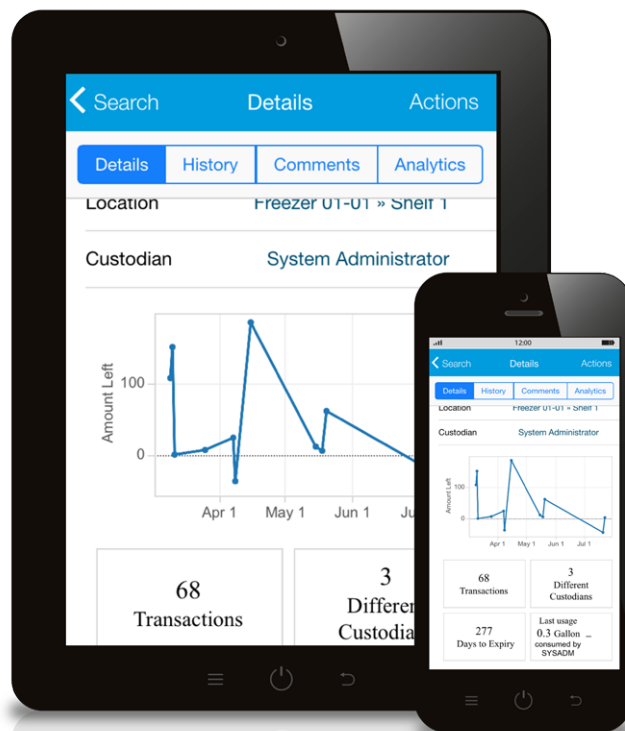 Search Details Actions
Details History Comments Analytics
Location Freezer 01-01 » Shelf 1
Custodian System Administrator
Amount Left
100
0
Apr 1 May 1 Jun 1
68
Transactions
3
Custodia
12:00
Search Details Actions
Details History Comments Analytics
Location Freezer 01-01 » Shelf 1
Custodian System Administrator
Amount Left
100
0
Apr 1 May 1 Jun 1 Jul 1
68
Transactions
3
Different
Custodians
277
Days to Expiry
Last usage
0.3 Gallon _
consumed by
SYSADM